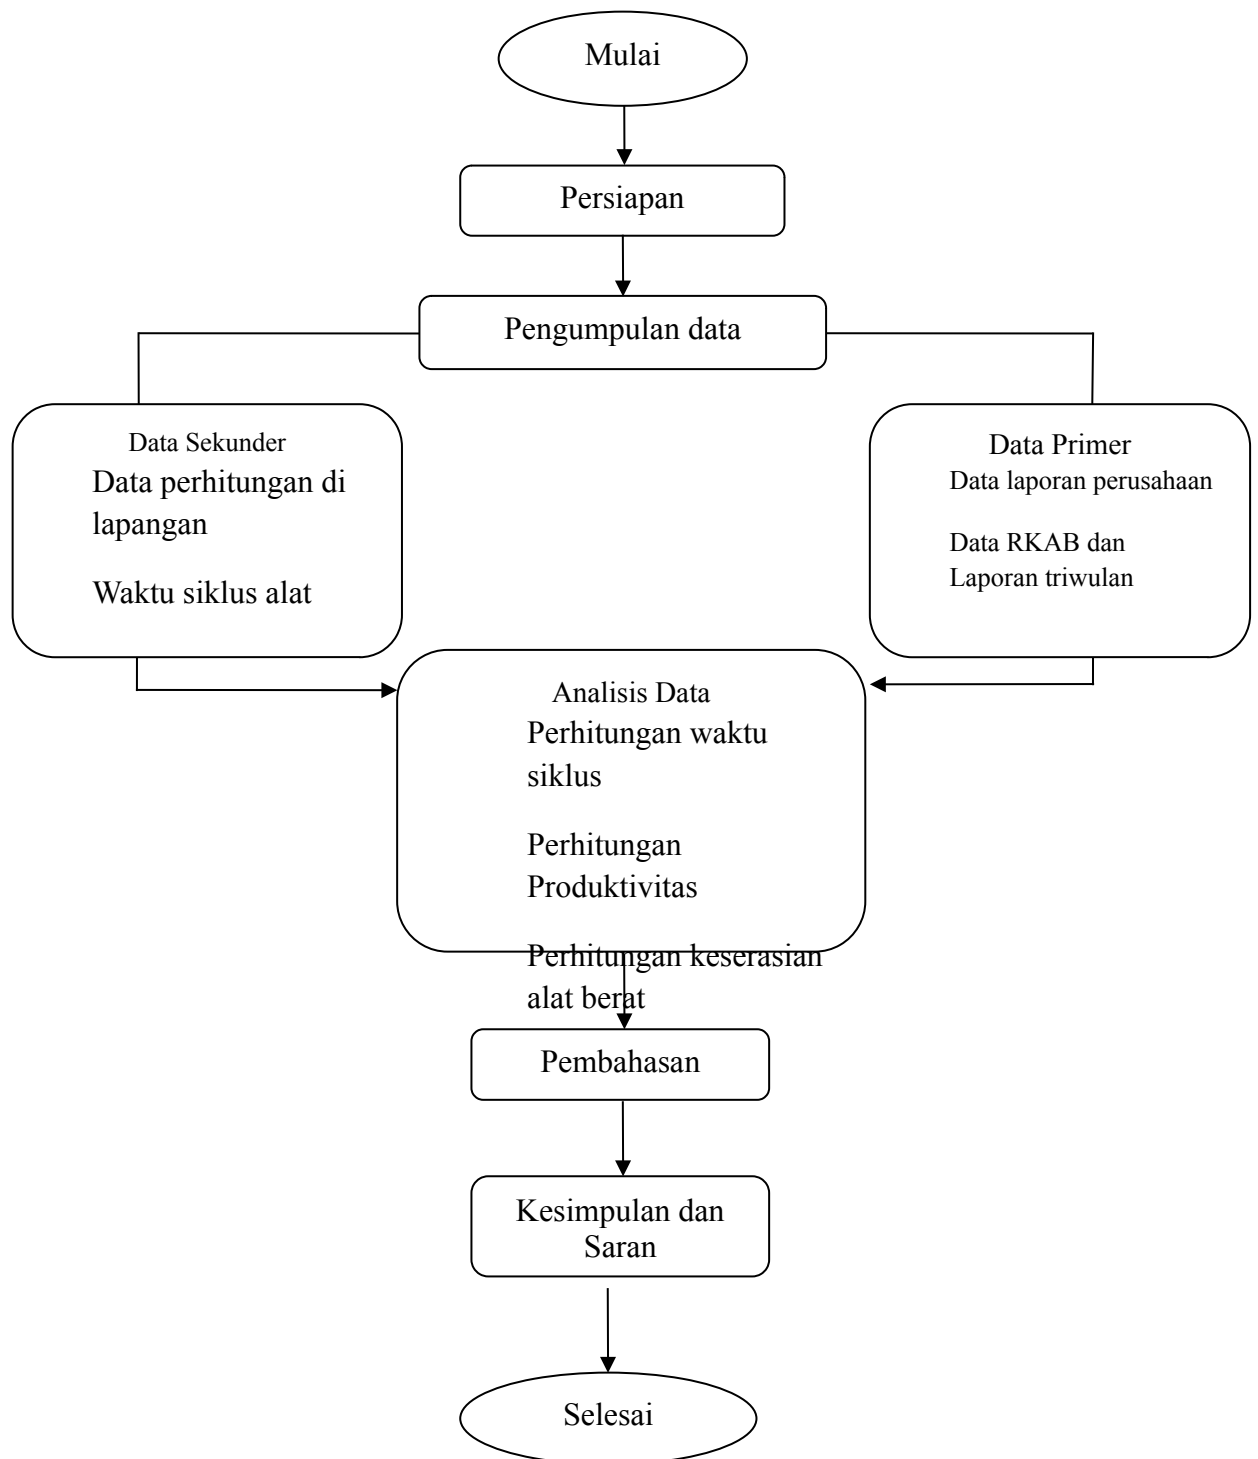 Mulai
Persiapan
Pengumpulan data
Data Sekunder
Data perhitungan di
lapangan
Waktu siklus alat
Data Primer
Data laporan perusahaan
Data RKAB dan
Laporan triwulan
Analisis Data
Perhitungan waktu
siklus
Perhitungan
Produktivitas
Perhitungan keserasian
alat berat
Pembahasan
Kesimpulan dan
Saran
Selesai